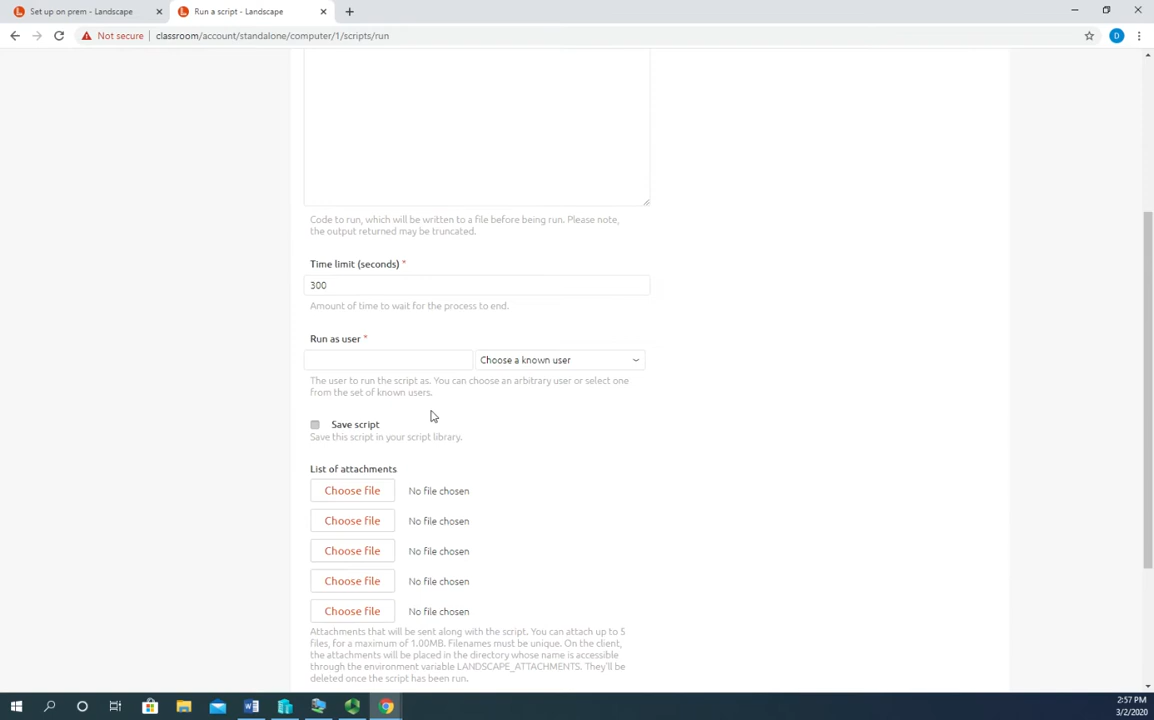 Set up on prem - Landscape
Run a script - Landscape
Not secure
classroom/account/standalone/computer/1/scripts/run
D
Code to run, which will be written to a file before being run. Please note,
the output returned may be truncated.
Time limit (seconds) *
300
Amount of time to wait for the process to end.
Run as user *
Choose a known user
The user to run the script as. You can choose an arbitrary user or select one
from the set of known users.
Save script
Save this script in your script library.
List of attachments
Choose file No file chosen
Choose file No file chosen
Choose file No file chosen
Choose file No file chosen
Choose file No file chosen
Attachments that will be sent along with the script. You can attach up to 5
files, for a maximum of 1.00MB. Filenames must be unique. On the client,
the attachments will be placed in the directory whose name is accessible
through the environment variable LANDSCAPE_ATTACHMENTS. They'll be
deleted once the script has been run.
2:57 PM
3/2/2020